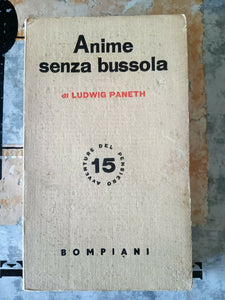 Anime
senza bussola
di LUDWIG PANETH
AVVENTURE DEL PENSIERO
15
BOMPIANI